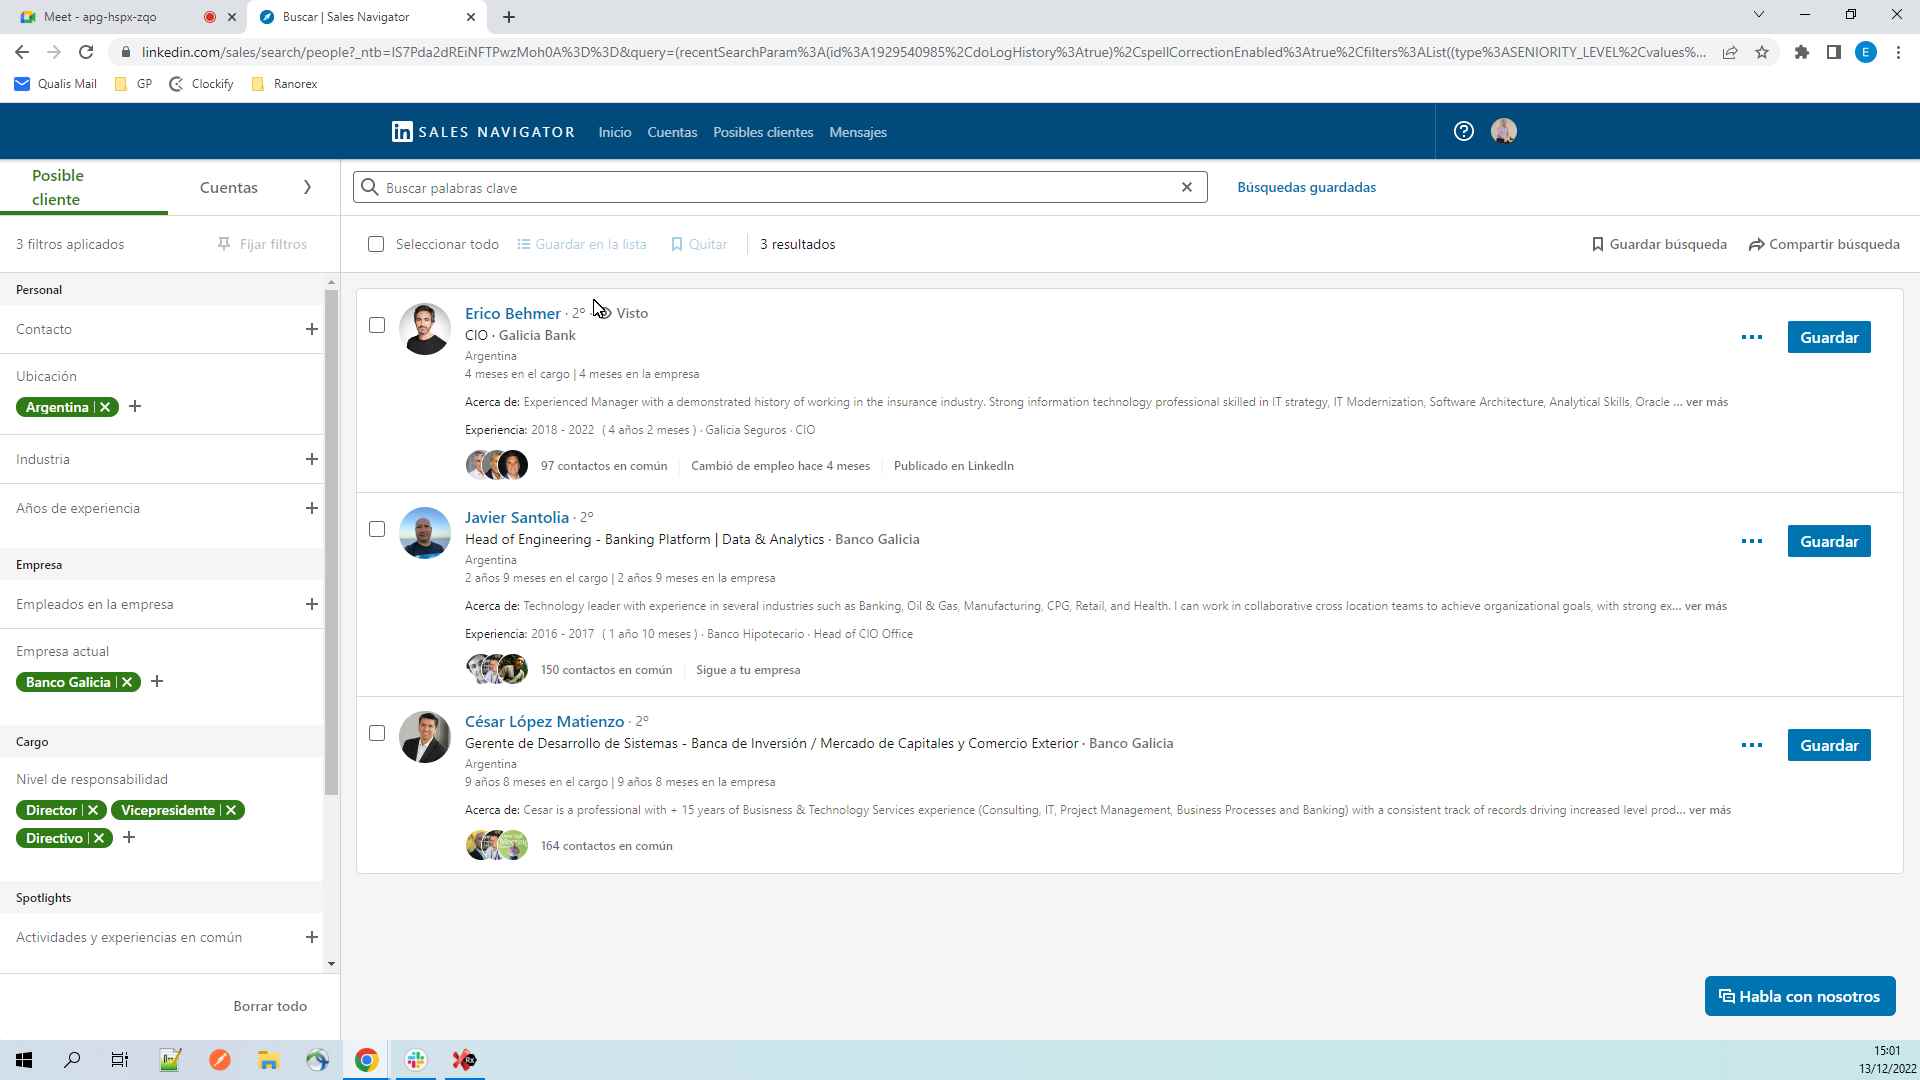 Meet - apg-hspx-zqo
Buscar | Sales Navigator
linkedin.com/sales/search/people?_ntb=IS7Pda2dREiNFTPwzMoh0A%3D%3D&query=(recentSearchParam%3A(id%3A1929540985%2CdoLogHistory%3Atrue)%2CspellCorrectionEnabled%3Atrue%2Cfilters%3AList((type%3ASENIORITY_LEVEL%2Cvalues%...
E
Qualis Mail
GP
Clockify
Ranorex
in SALES NAVIGATOR
Inicio
Cuentas
Posibles clientes
Mensajes
Posible cliente
Cuentas
Buscar palabras clave
Búsquedas guardadas
3 filtros aplicados
Fijar filtros
Seleccionar todo
Guardar en la lista
Quitar
3 resultados
Guardar búsqueda
Compartir búsqueda
Personal
Contacto
Ubicación
Argentina
Industria
Años de experiencia
Empresa
Empleados en la empresa
Empresa actual
Banco Galicia
Cargo
Nivel de responsabilidad
Director
Vicepresidente
Directivo
Spotlights
Actividades y experiencias en común
Borrar todo
Erico Behmer · 2º · Visto
CIO · Galicia Bank
Argentina
4 meses en el cargo | 4 meses en la empresa
Acerca de: Experienced Manager with a demonstrated history of working in the insurance industry. Strong information technology professional skilled in IT strategy, IT Modernization, Software Architecture, Analytical Skills, Oracle ... ver más
Experiencia: 2018 - 2022 ( 4 años 2 meses ) · Galicia Seguros · CIO
97 contactos en común
Cambió de empleo hace 4 meses
Publicado en LinkedIn
Guardar
Javier Santolia · 2º
Head of Engineering - Banking Platform | Data & Analytics · Banco Galicia
Argentina
2 años 9 meses en el cargo | 2 años 9 meses en la empresa
Acerca de: Technology leader with experience in several industries such as Banking, Oil & Gas, Manufacturing, CPG, Retail, and Health. I can work in collaborative cross location teams to achieve organizational goals, with strong ex... ver más
Experiencia: 2016 - 2017 ( 1 año 10 meses ) · Banco Hipotecario · Head of CIO Office
150 contactos en común
Sigue a tu empresa
Guardar
César López Matienzo · 2º
Gerente de Desarrollo de Sistemas - Banca de Inversión / Mercado de Capitales y Comercio Exterior · Banco Galicia
Argentina
9 años 8 meses en el cargo | 9 años 8 meses en la empresa
Acerca de: Cesar is a professional with + 15 years of Business & Technology Services experience (Consulting, IT, Project Management, Business Processes and Banking) with a consistent track of records driving increased level prod... ver más
164 contactos en común
Guardar
Habla con nosotros
15:01
13/12/2022